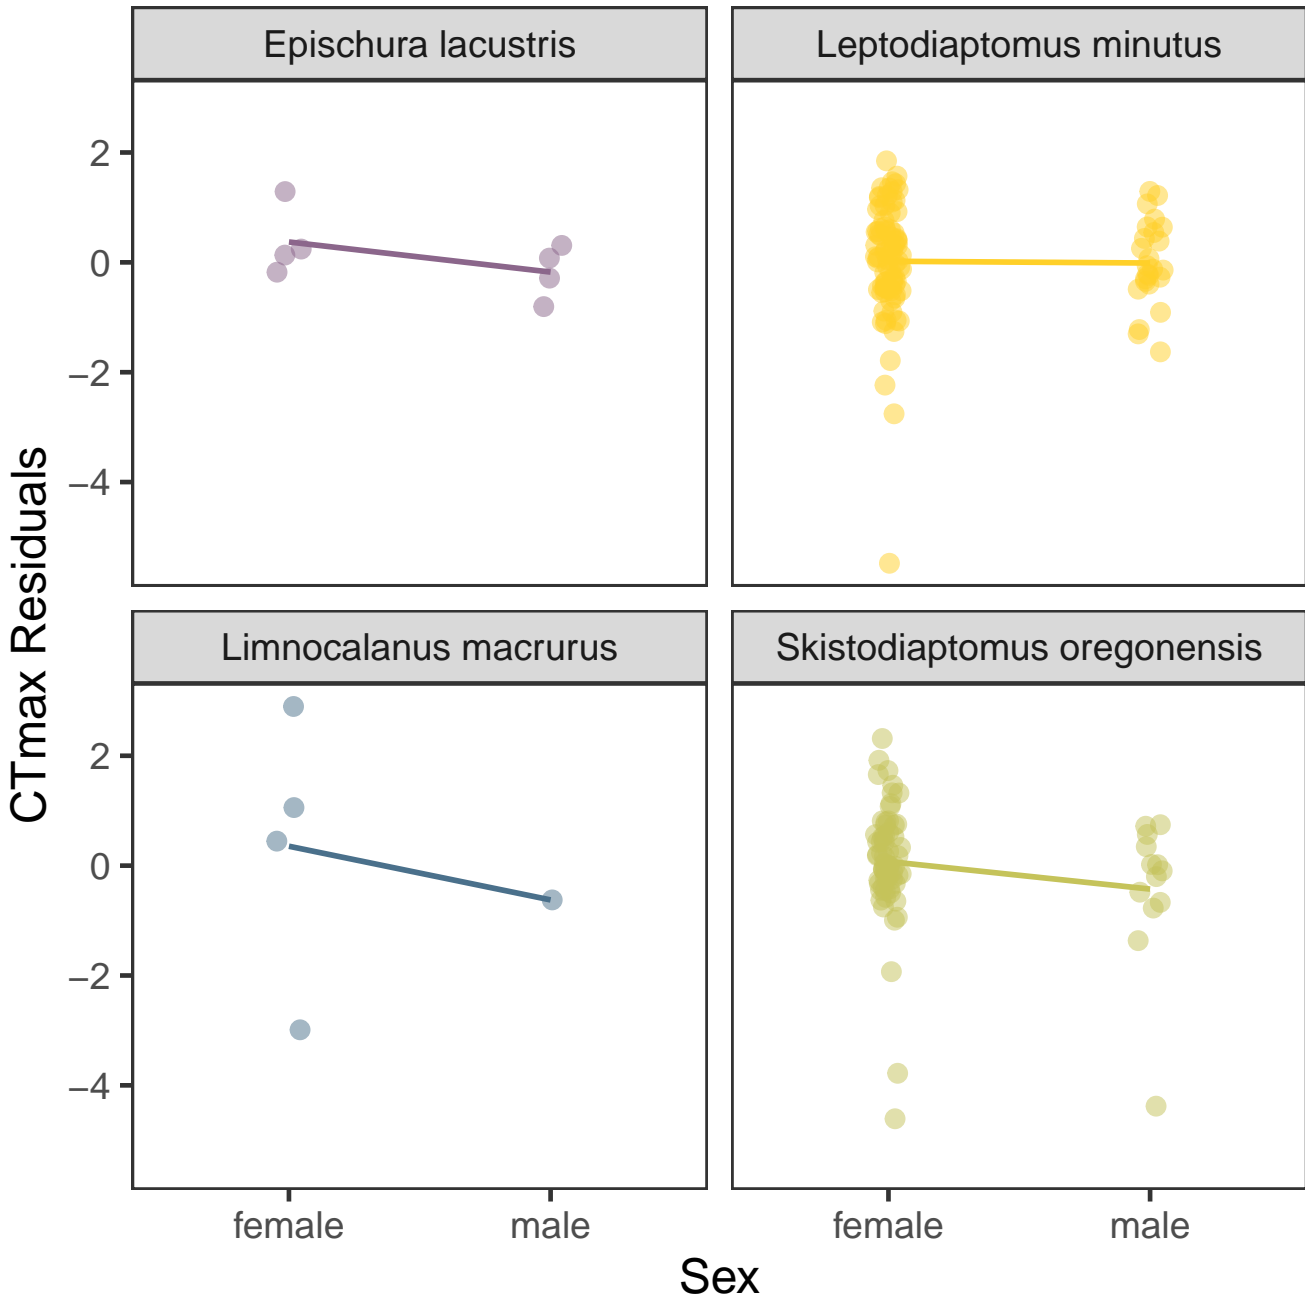 Epischura lacustris
Leptodiaptomus minutus
2
0
−2
−4
Limnocalanus macrurus
Skistodiaptomus oregonensis
2
0
−2
−4
CTmax Residuals
female
male
female
male
Sex